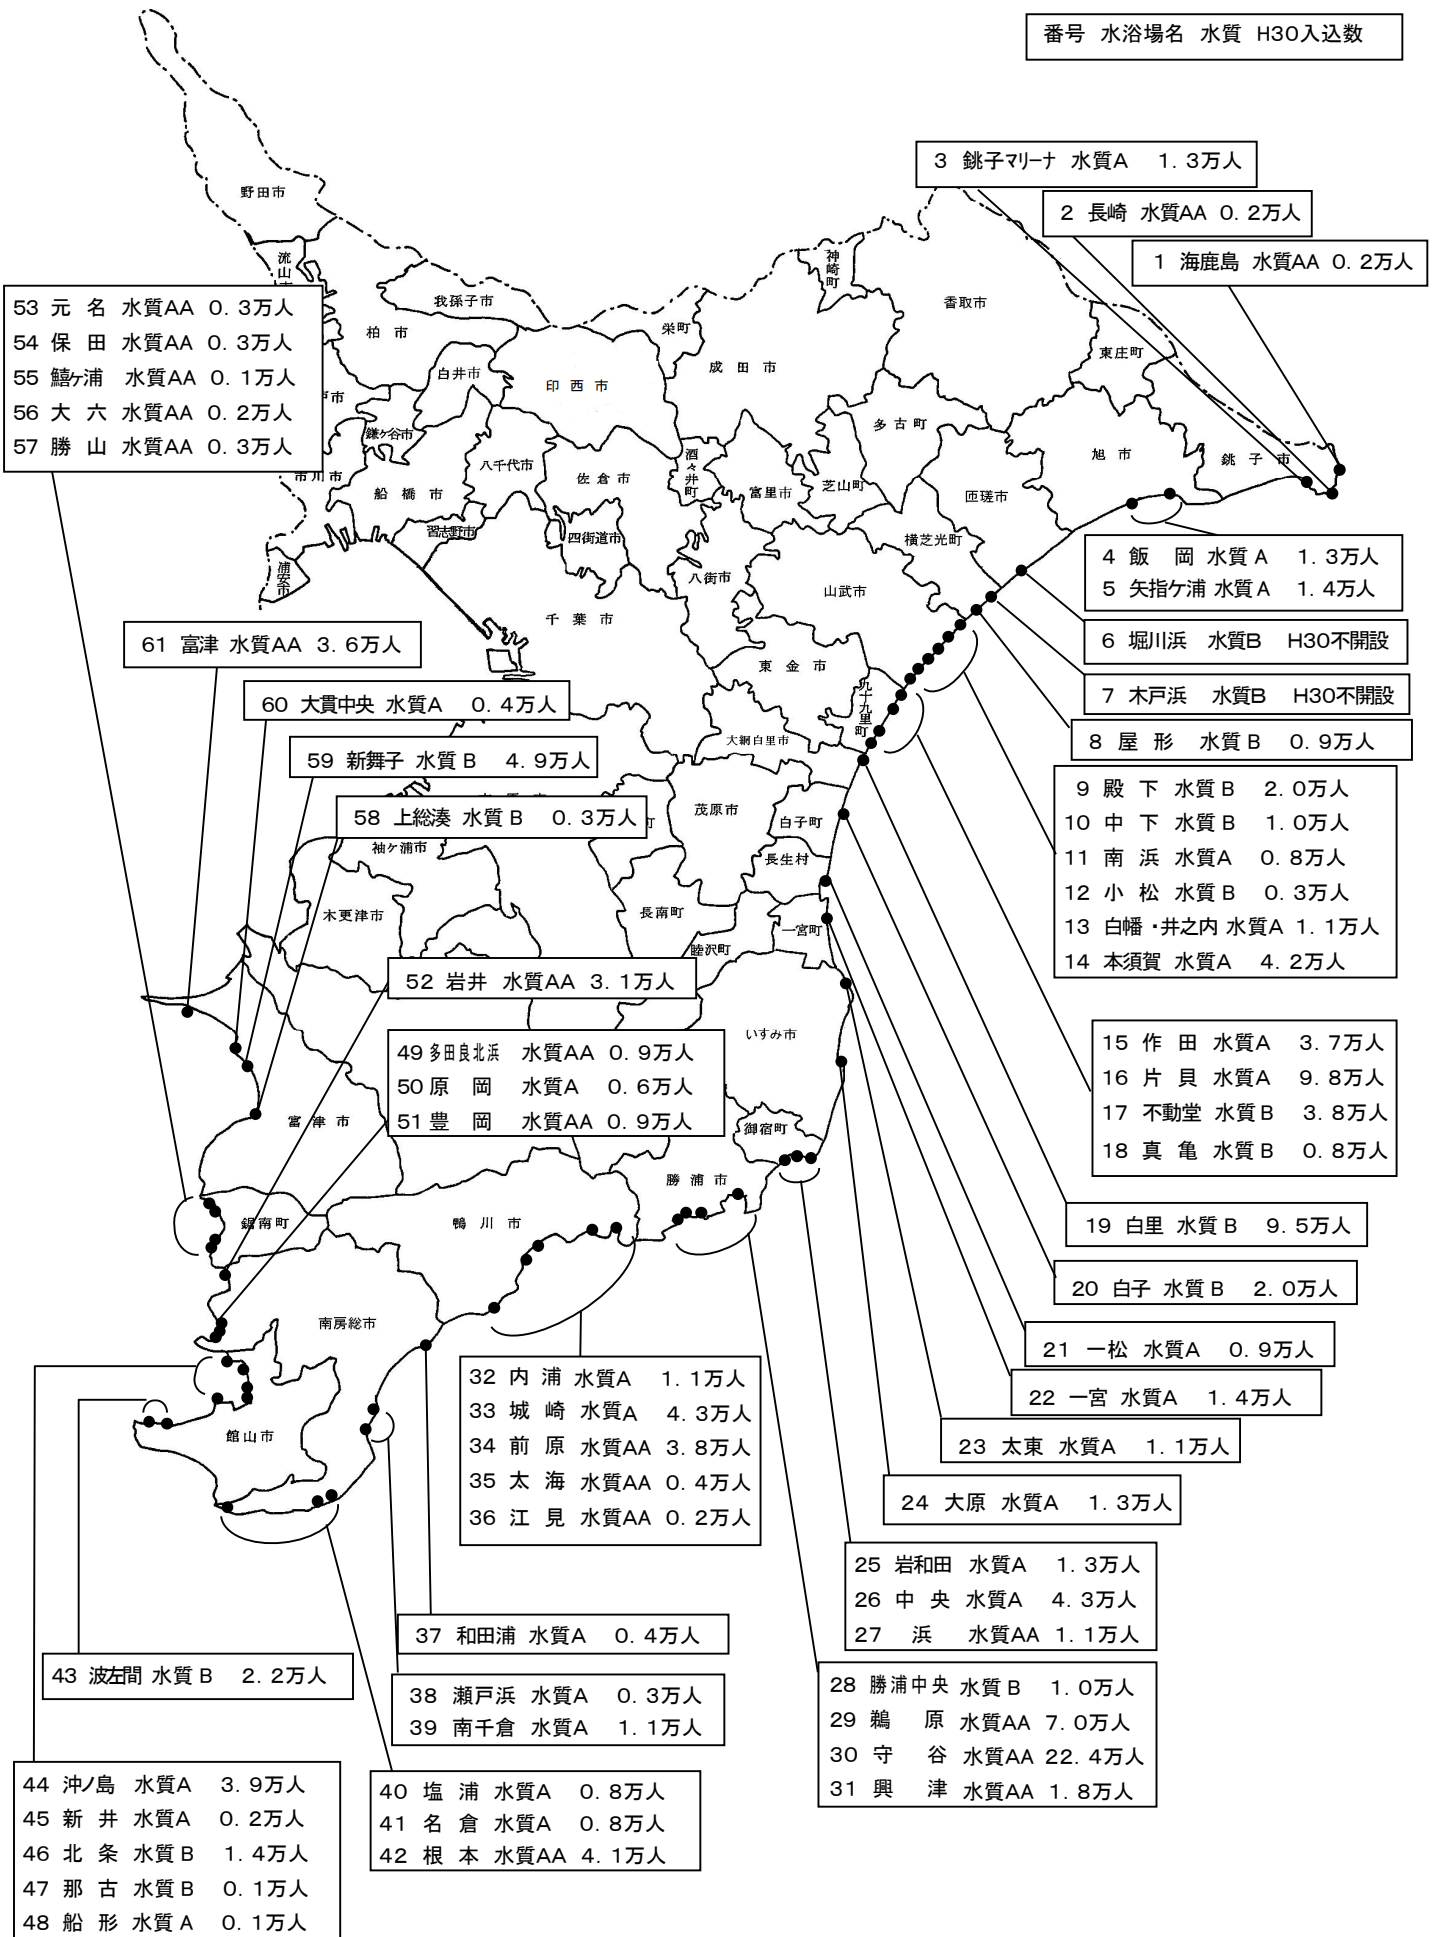 番号 水浴場名 水質 H30入込数
3 銚子マリーナ 水質A 1.3万人
2 長崎 水質AA 0.2万人
1 海鹿島 水質AA 0.2万人
野田市
流山市
我孫子市
柏市
白井市
印西市
栄町
成田市
神崎町
香取市
東庄町
53 元名 水質AA 0.3万人
54 保田 水質AA 0.3万人
55 鱚ヶ浦 水質AA 0.1万人
56 大六 水質AA 0.2万人
57 勝山 水質AA 0.3万人
戸市
鎌ケ谷市
市川市
船橋市
八千代市
習志野市
浦安市
佐倉市
四街道市
酒々井町
富里市
芝山町
多古町
匝瑳市
旭市
銚子市
横芝光町
八街市
山武市
千葉市
東金市
九十九里町
大網白里市
4 飯岡 水質A 1.3万人
5 矢指ケ浦 水質A 1.4万人
6 堀川浜 水質B H30不開設
7 木戸浜 水質B H30不開設
8 屋形 水質B 0.9万人
61 富津 水質AA 3.6万人
60 大貫中央 水質A 0.4万人
59 新舞子 水質B 4.9万人
58 上総湊 水質B 0.3万人
9 殿下 水質B 2.0万人
10 中下 水質B 1.0万人
11 南浜 水質A 0.8万人
12 小松 水質B 0.3万人
13 白幡・井之内 水質A 1.1万人
14 本須賀 水質A 4.2万人
町
茂原市
白子町
長生村
袖ケ浦市
木更津市
長南町
一宮町
睦沢町
52 岩井 水質AA 3.1万人
49 多田良北浜 水質AA 0.9万人
50 原岡 水質A 0.6万人
51 豊岡 水質AA 0.9万人
いすみ市
15 作田 水質A 3.7万人
16 片貝 水質A 9.8万人
17 不動堂 水質B 3.8万人
18 真亀 水質B 0.8万人
富津市
御宿町
勝浦市
鋸南町
鴨川市
19 白里 水質B 9.5万人
20 白子 水質B 2.0万人
21 一松 水質A 0.9万人
22 一宮 水質A 1.4万人
23 太東 水質A 1.1万人
24 大原 水質A 1.3万人
南房総市
館山市
32 内浦 水質A 1.1万人
33 城崎 水質A 4.3万人
34 前原 水質AA 3.8万人
35 太海 水質AA 0.4万人
36 江見 水質AA 0.2万人
25 岩和田 水質A 1.3万人
26 中央 水質A 4.3万人
27 浜 水質AA 1.1万人
37 和田浦 水質A 0.4万人
43 波左間 水質B 2.2万人
38 瀬戸浜 水質A 0.3万人
39 南千倉 水質A 1.1万人
28 勝浦中央 水質B 1.0万人
29 鵜原 水質AA 7.0万人
30 守谷 水質AA 22.4万人
31 興津 水質AA 1.8万人
44 沖ノ島 水質A 3.9万人
45 新井 水質A 0.2万人
46 北条 水質B 1.4万人
47 那古 水質B 0.1万人
48 船形 水質A 0.1万人
40 塩浦 水質A 0.8万人
41 名倉 水質A 0.8万人
42 根本 水質AA 4.1万人